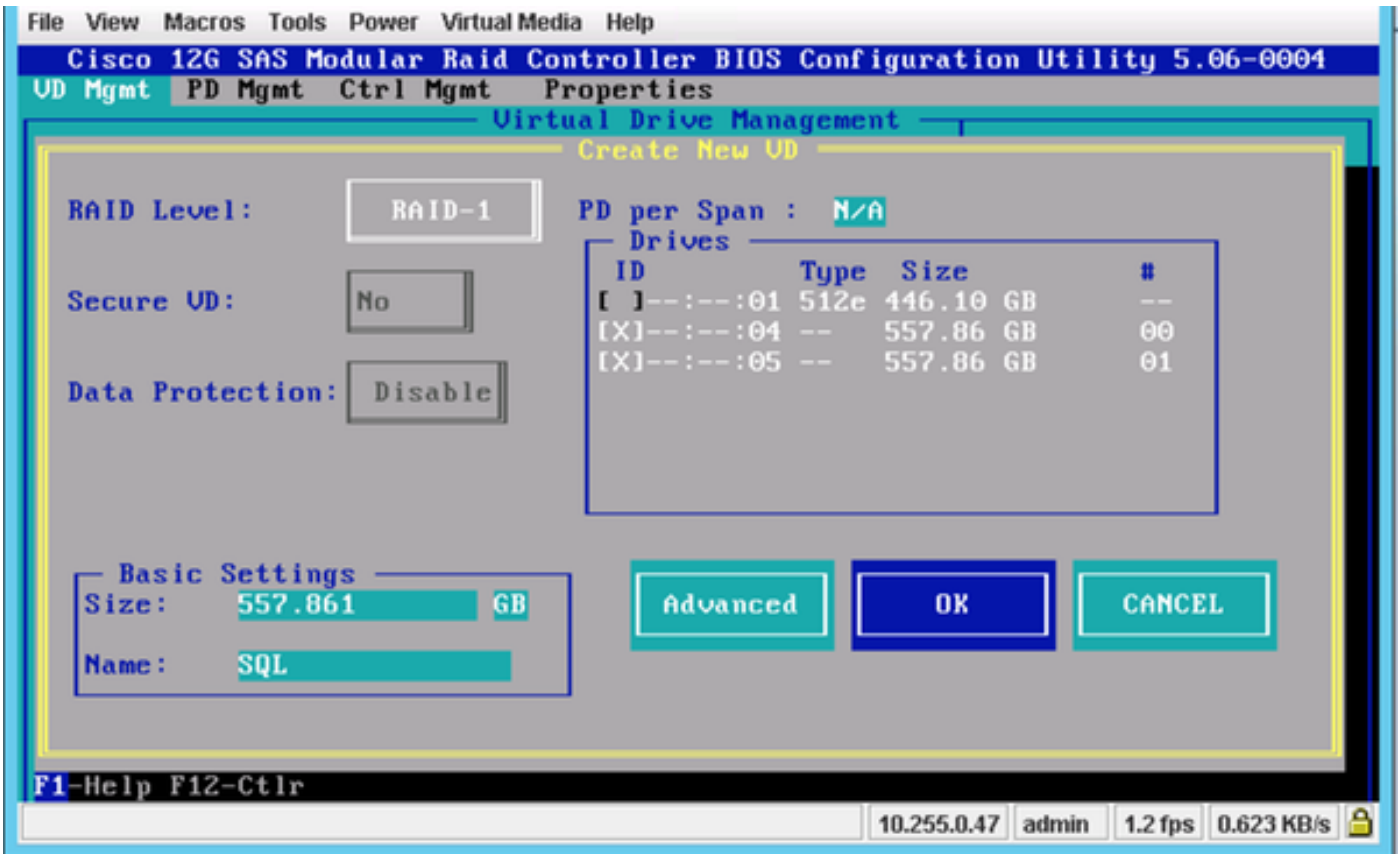 File View Macros Tools Power Virtual Media Help
Cisco 12G SAS Modular Raid Controller BIOS Configuration Utility 5.06-0004
VD Mgmt PD Mgmt Ctrl Mgmt Properties
Virtual Drive Management
Create New VD
RAID Level: RAID-1 PD per Span : N/A
Drives
ID Type Size #
[ ]--:--:01 512e 446.10 GB --
Secure VD: No
[X]--:--:04 -- 557.86 GB 00
[X]--:--:05 -- 557.86 GB 01
Data Protection: Disable
Basic Settings
Size: 557.861 GB
Name: SQL
Advanced OK CANCEL
F1-Help F12-Ctlr
10.255.0.47 admin 1.2 fps 0.623 KB/s